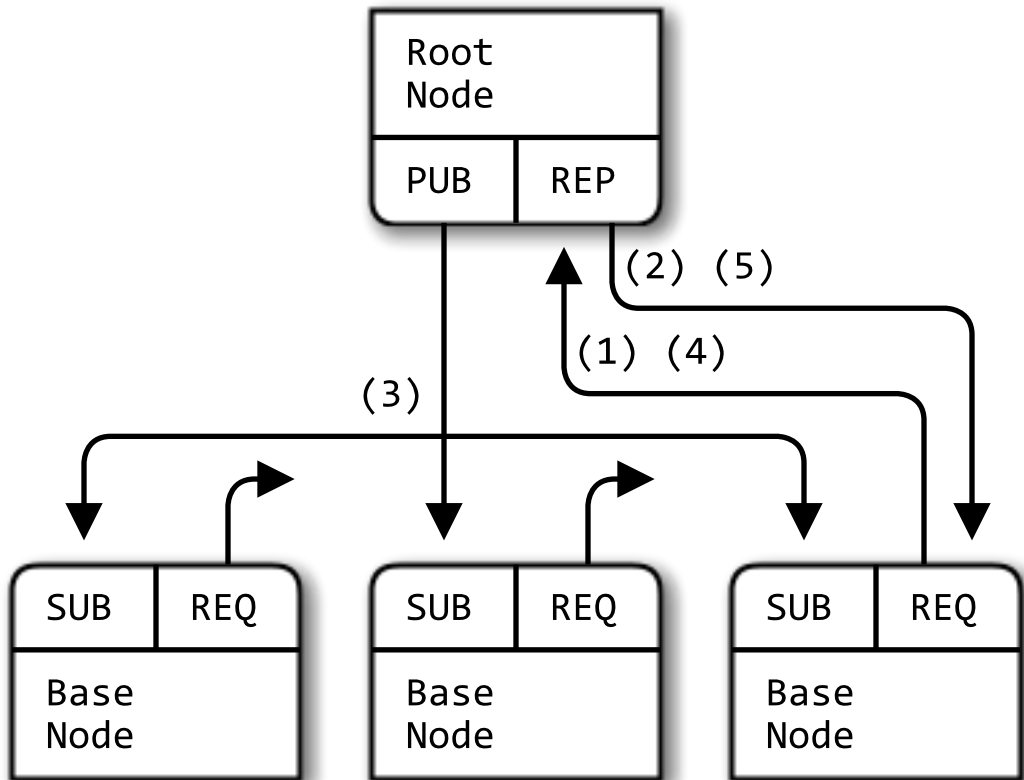 Root
Node
PUB REP
(2) (5)
(1) (4)
(3)
SUB REQ SUB REQ SUB REQ
Base Base Base
Node Node Node